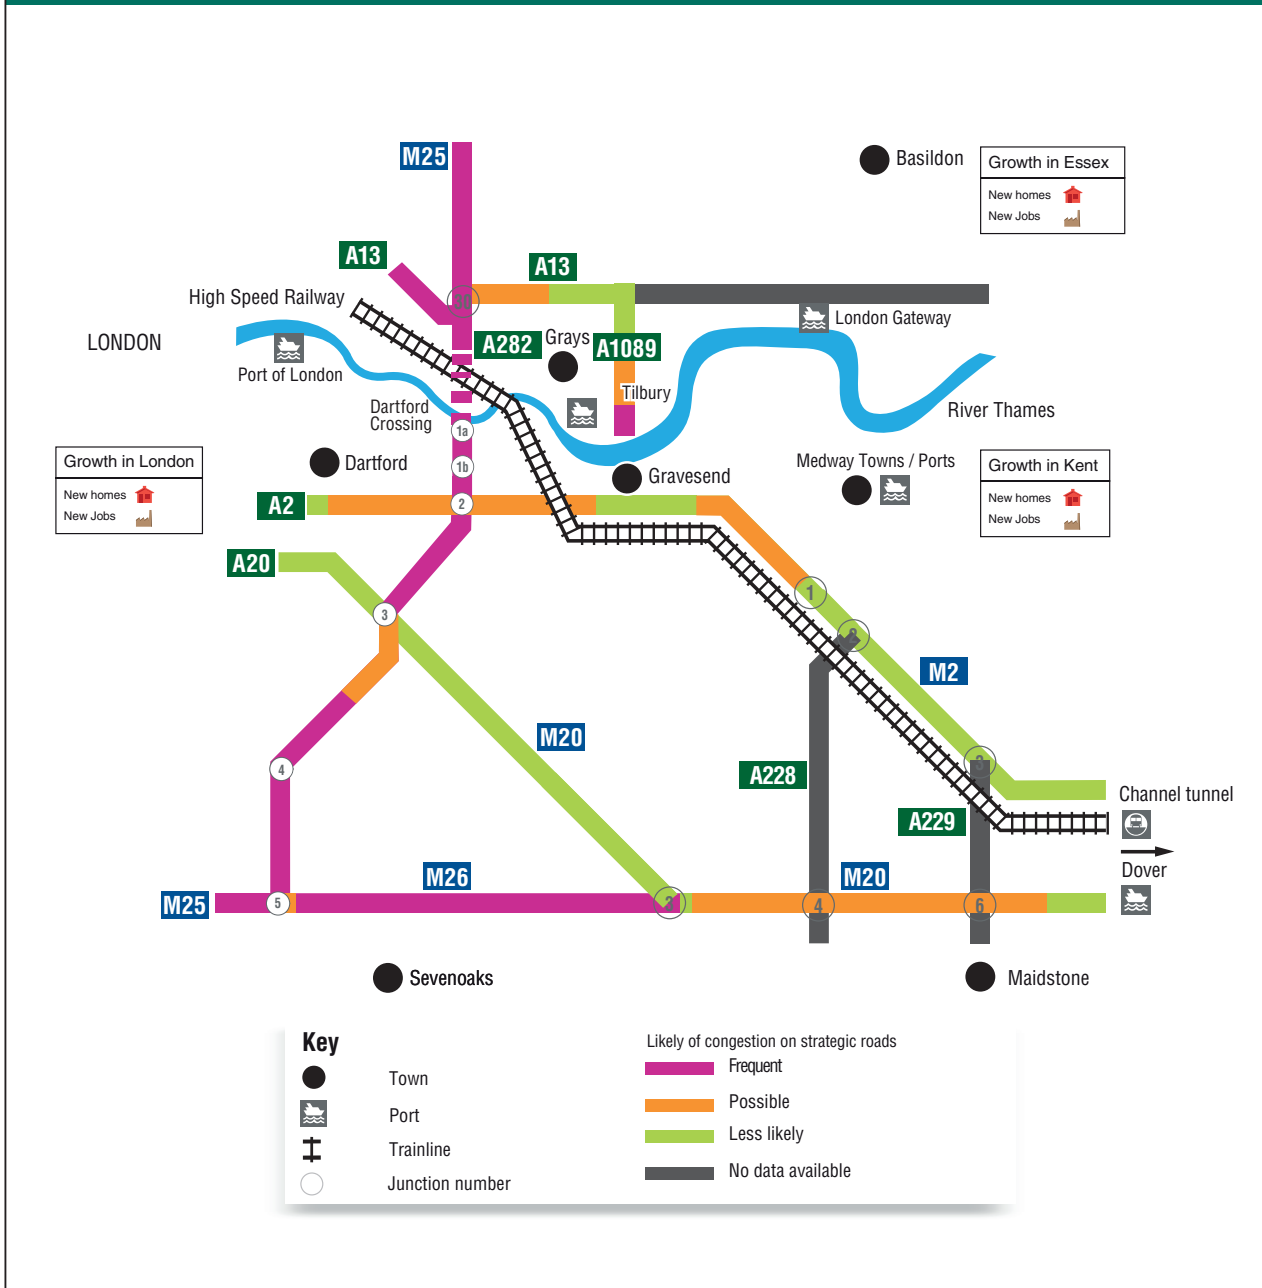 M25
Basildon
Growth in Essex
New homes
New Jobs
A13
A13
High Speed Railway
30
London Gateway
LONDON
A282
Grays
A1089
Port of London
Tilbury
Dartford
Crossing
River Thames
1a
Growth in London
New homes
New Jobs
Dartford
1b
Gravesend
Medway Towns / Ports
Growth in Kent
New homes
New Jobs
A2
2
A20
3
1
2
M2
M20
4
3
A228
Channel tunnel
A229
Dover
M26
M20
M25
5
3
4
6
Sevenoaks
Maidstone
Key
Town
Port
Trainline
Junction number
Likely of congestion on strategic roads
Frequent
Possible
Less likely
No data available